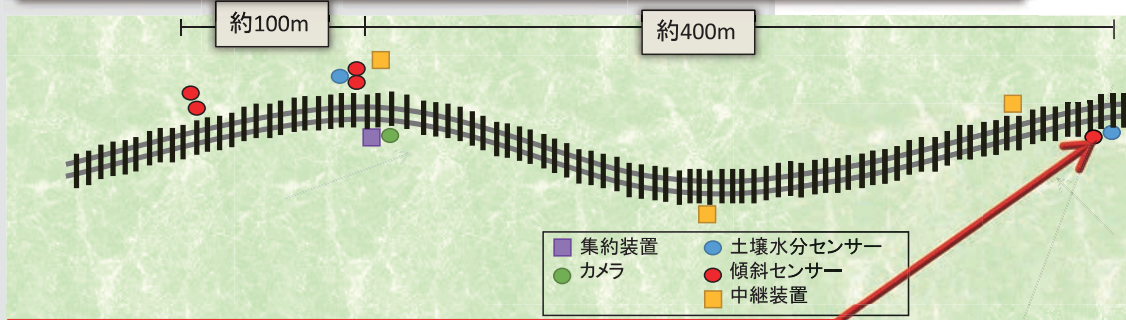 約100m
約400m
集約装置
カメラ
土壌水分センサー
傾斜センサー
中継装置